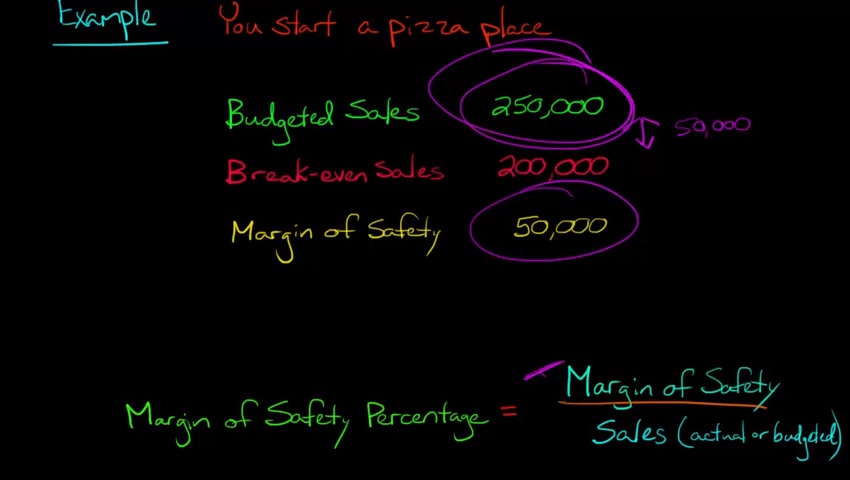 Example You start a pizza place
Budgeted Sales 250,000
50,000
Break-even Sales 200,000
Margin of Safety 50,000
Margin of Safety Percentage = Margin of Safety
Sales (actual or budgeted)